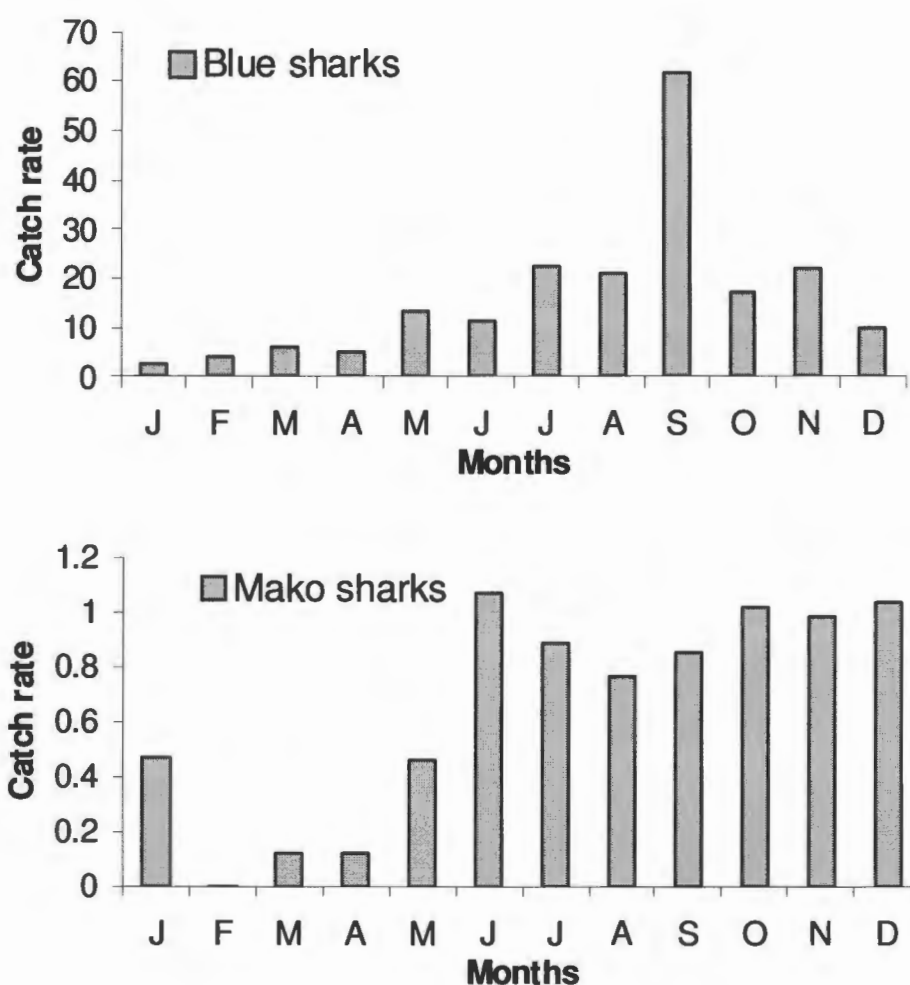 70
60
50
40
30
20
10
0
Catch rate
Blue sharks
J F M A M J J A S O N D
Months
1.2
1
0.8
0.6
0.4
0.2
0
Catch rate
Mako sharks
J F M A M J J A S O N D
Months